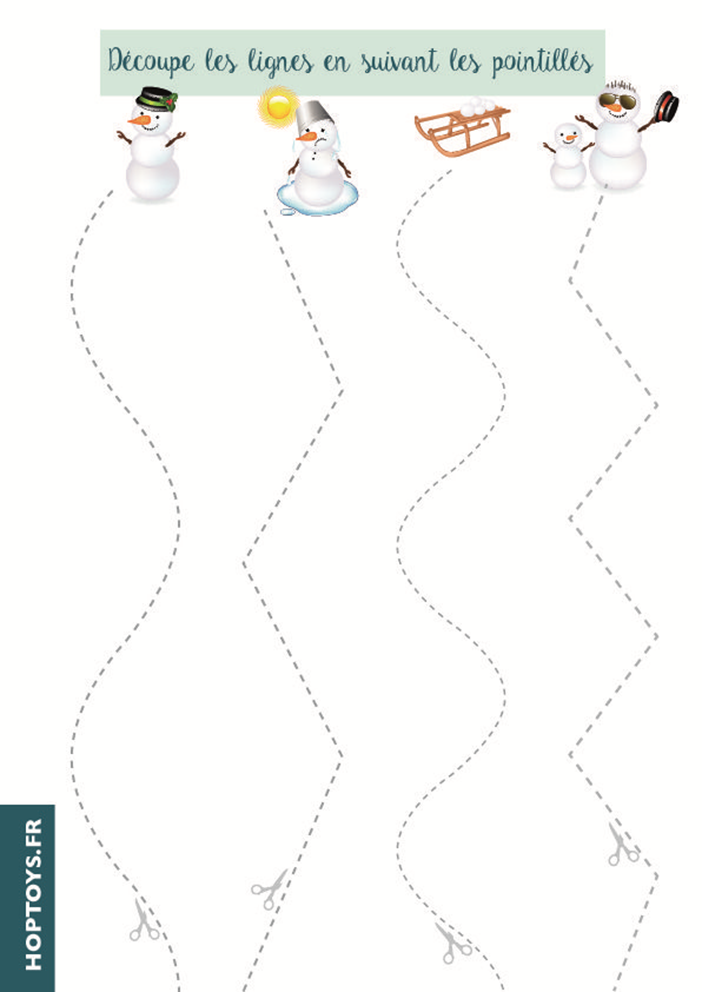 Découpe les lignes en suivant les pointillés
HOPTOYS.FR